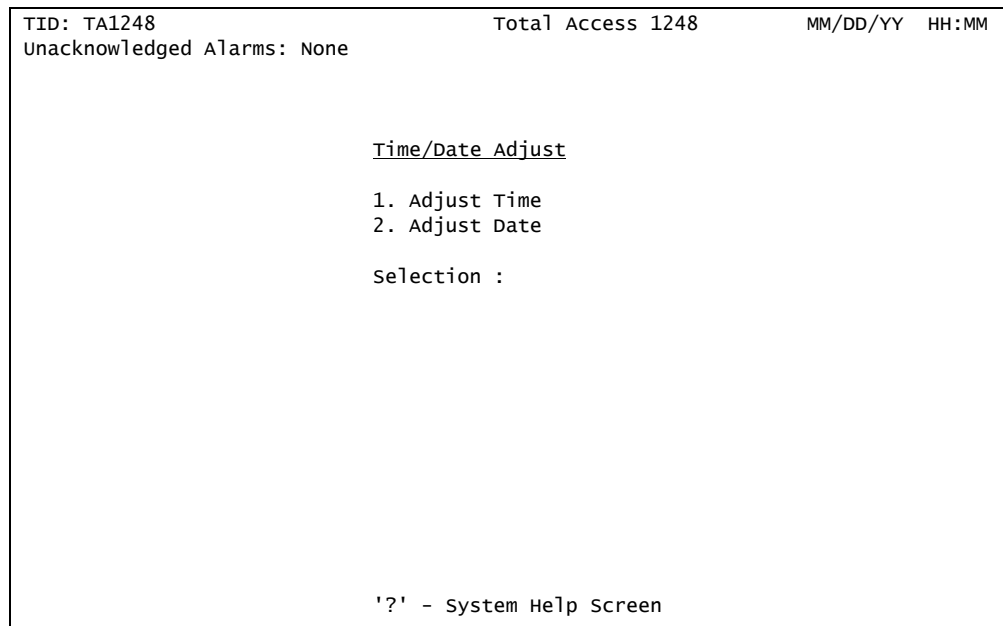 TID: TA1248 Total Access 1248 MM/DD/YY HH:MM
Unacknowledged Alarms: None
Time/Date Adjust
1. Adjust Time
2. Adjust Date
Selection :
'?' - System Help Screen